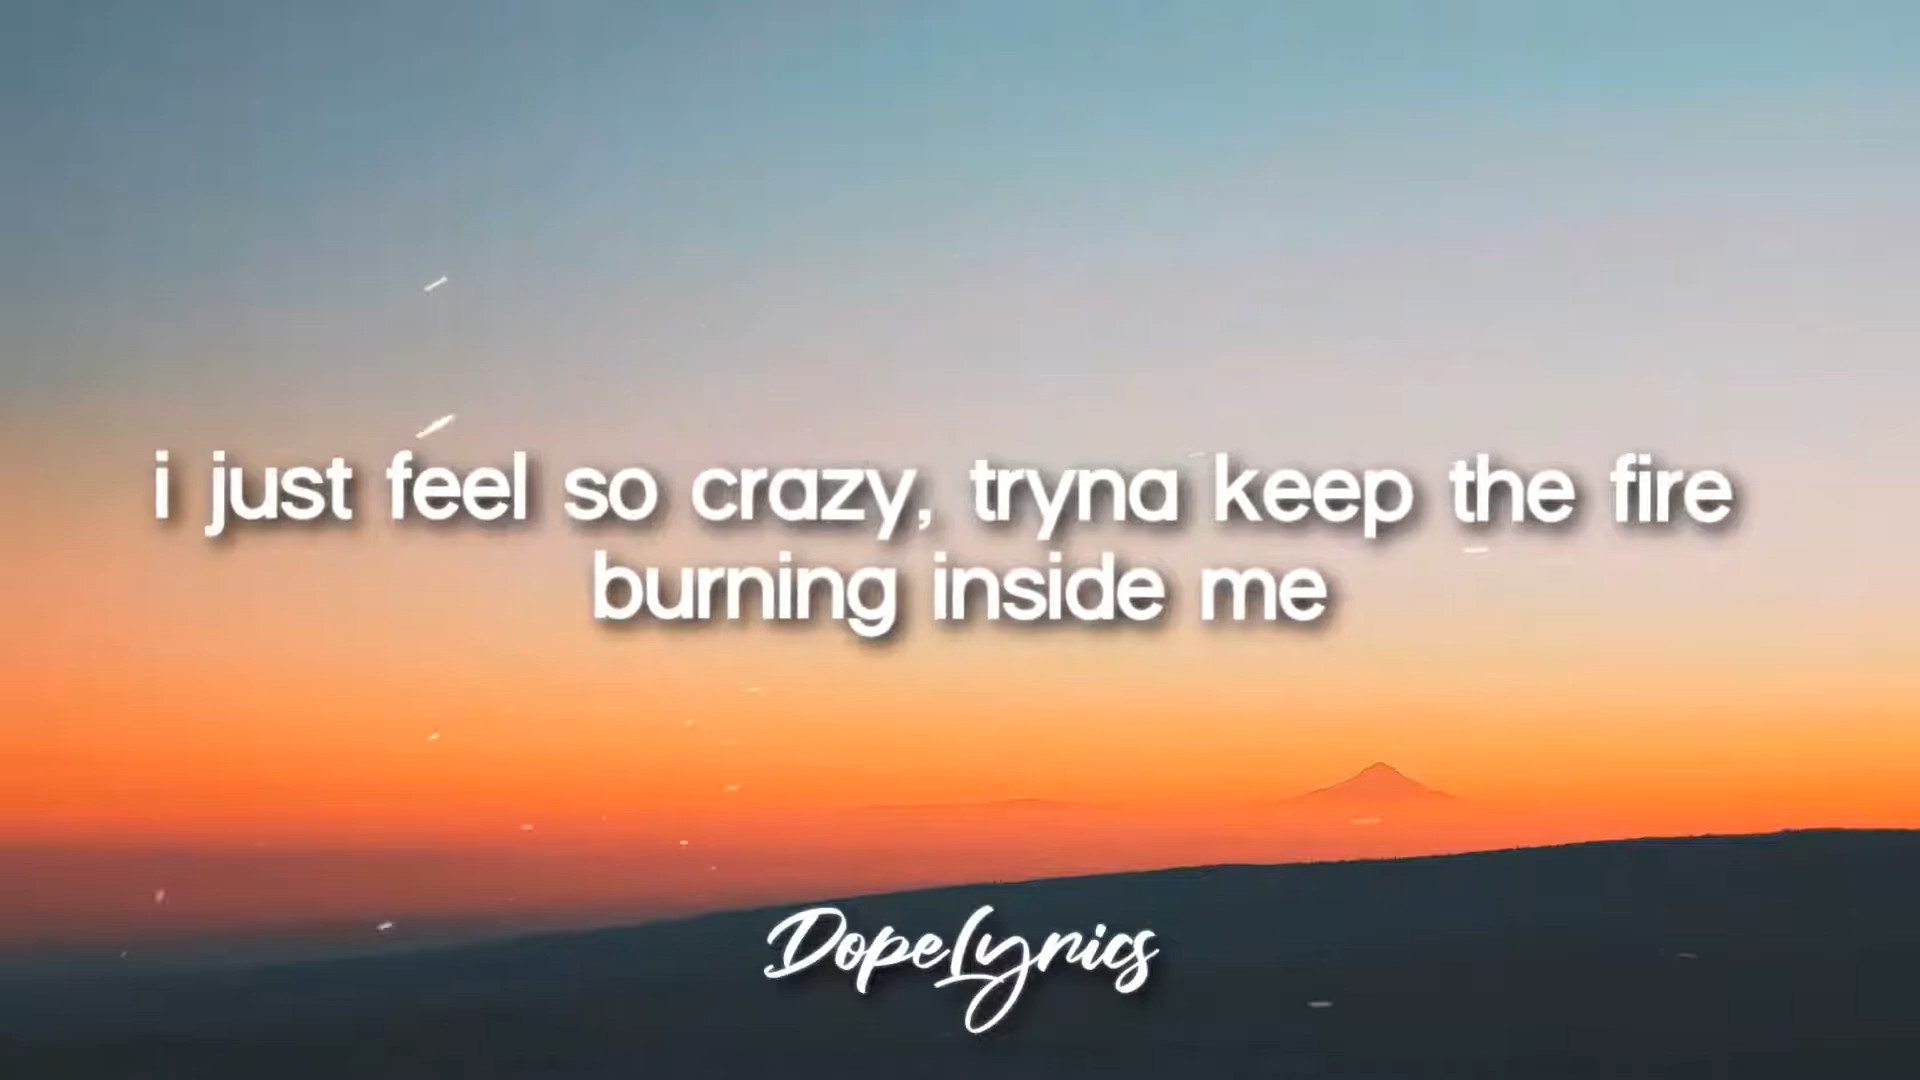 i just feel so crazy, tryna keep the fire
burning inside me
DopeLyrics